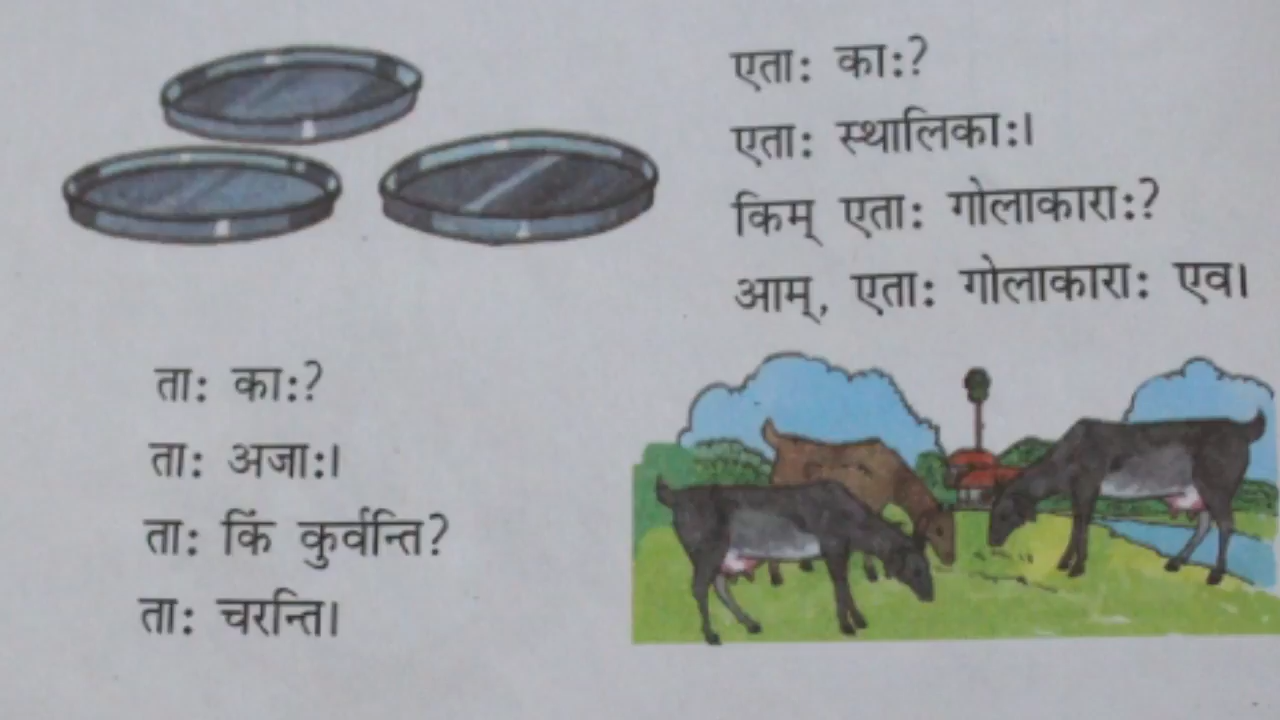 एताः काः?
एताः स्थालिकाः।
किम् एताः गोलाकाराः?
आम्, एताः गोलाकाराः एव।
ताः काः?
ताः अजाः।
ताः किं कुर्वन्ति?
ताः चरन्ति।